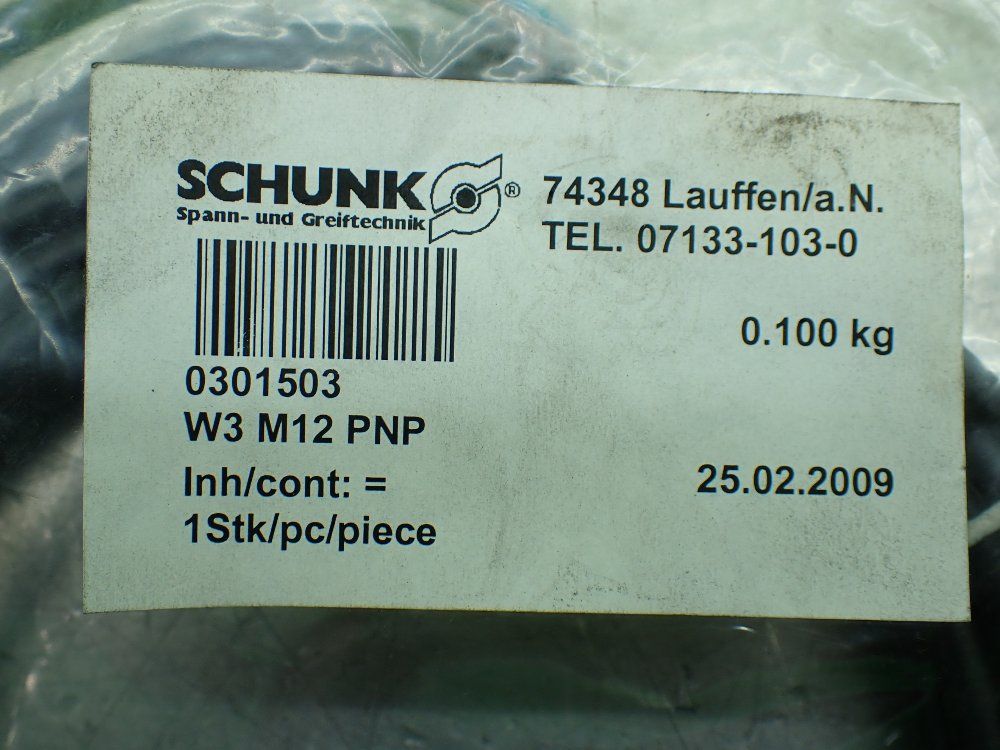 SCHUNK ®
Spann- und Greiftechnik
74348 Lauffen/a.N.
TEL. 07133-103-0
0.100 kg
0301503
W3 M12 PNP
Inh/cont: =
1Stk/pc/piece
25.02.2009